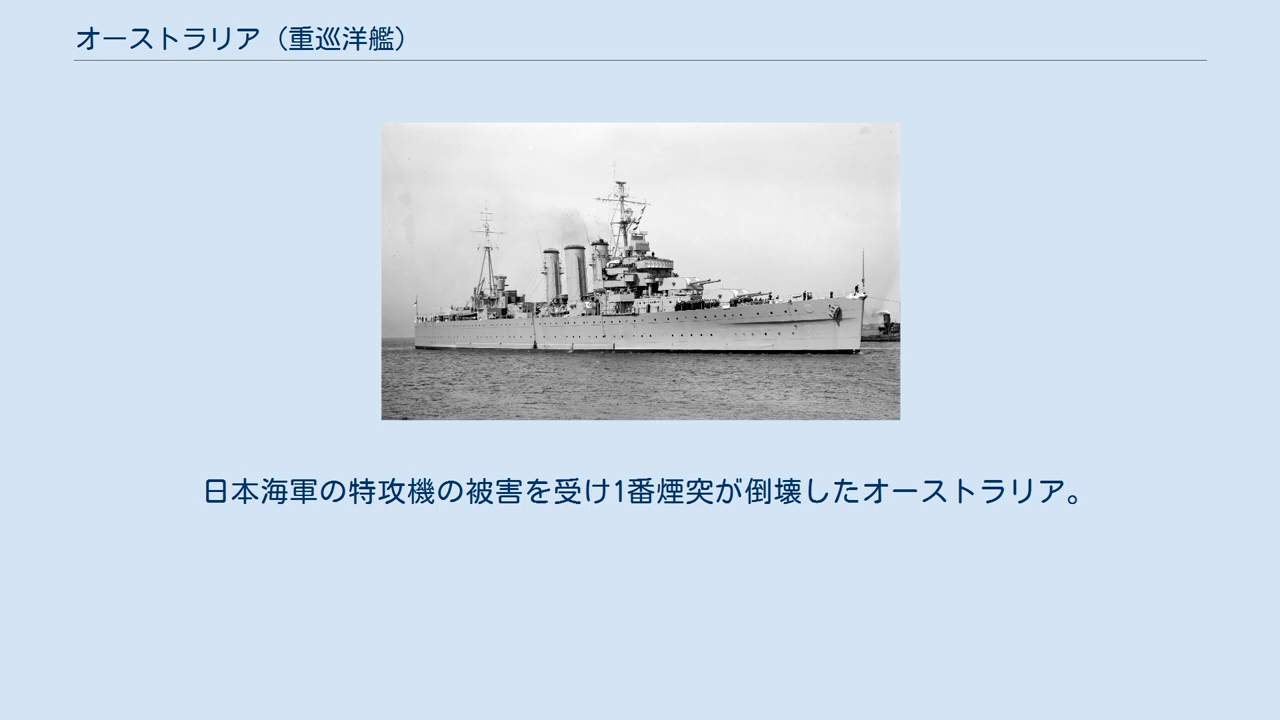 オーストラリア（重巡洋艦）
日本海軍の特攻機の被害を受け1番煙突が倒壊したオーストラリア。